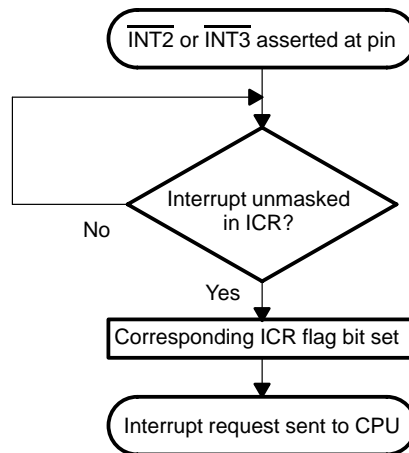 INT2 or INT3 asserted at pin
Interrupt unmasked
in ICR?
No
Yes
Corresponding ICR flag bit set
Interrupt request sent to CPU